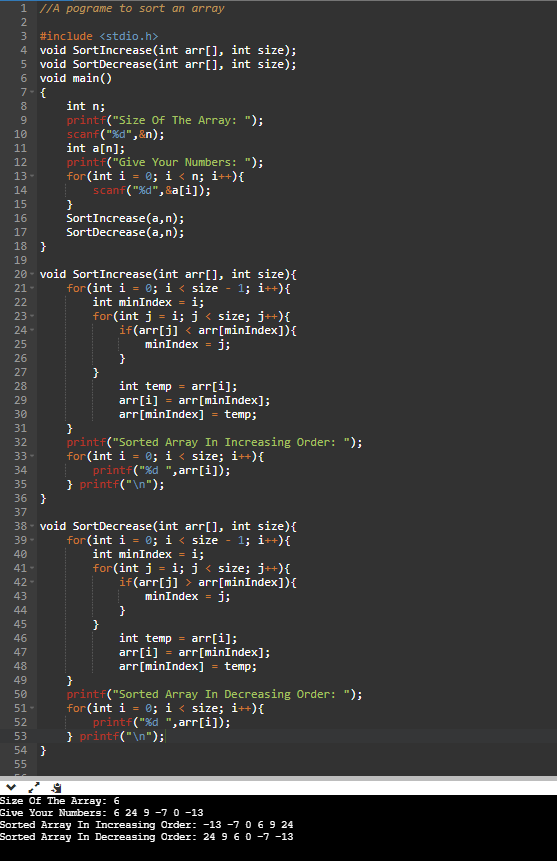 1 //A pograme to sort an array
2
3 #include <stdio.h>
4 void SortIncrease(int arr[], int size);
5 void SortDecrease(int arr[], int size);
6 void main()
7 {
8 int n;
9 printf("Size Of The Array: ");
10 scanf("%d",&n);
11 int a[n];
12 printf("Give Your Numbers: ");
13 for(int i = 0; i < n; i++){
14 scanf("%d",&a[i]);
15 }
16 SortIncrease(a,n);
17 SortDecrease(a,n);
18 }
19
20 void SortIncrease(int arr[], int size){
21 for(int i = 0; i < size - 1; i++){
22 int minIndex = i;
23 for(int j = i; j < size; j++){
24 if(arr[j] < arr[minIndex]){
25 minIndex = j;
26 }
27 }
28 int temp = arr[i];
29 arr[i] = arr[minIndex];
30 arr[minIndex] = temp;
31 }
32 printf("Sorted Array In Increasing Order: ");
33 for(int i = 0; i < size; i++){
34 printf("%d ",arr[i]);
35 } printf("\n");
36 }
37
38 void SortDecrease(int arr[], int size){
39 for(int i = 0; i < size - 1; i++){
40 int minIndex = i;
41 for(int j = i; j < size; j++){
42 if(arr[j] > arr[minIndex]){
43 minIndex = j;
44 }
45 }
46 int temp = arr[i];
47 arr[i] = arr[minIndex];
48 arr[minIndex] = temp;
49 }
50 printf("Sorted Array In Decreasing Order: ");
51 for(int i = 0; i < size; i++){
52 printf("%d ",arr[i]);
53 } printf("\n");
54 }
55
Size Of The Array: 6
Give Your Numbers: 6 24 9 -7 0 -13
Sorted Array In Increasing Order: -13 -7 0 6 9 24
Sorted Array In Decreasing Order: 24 9 6 0 -7 -13